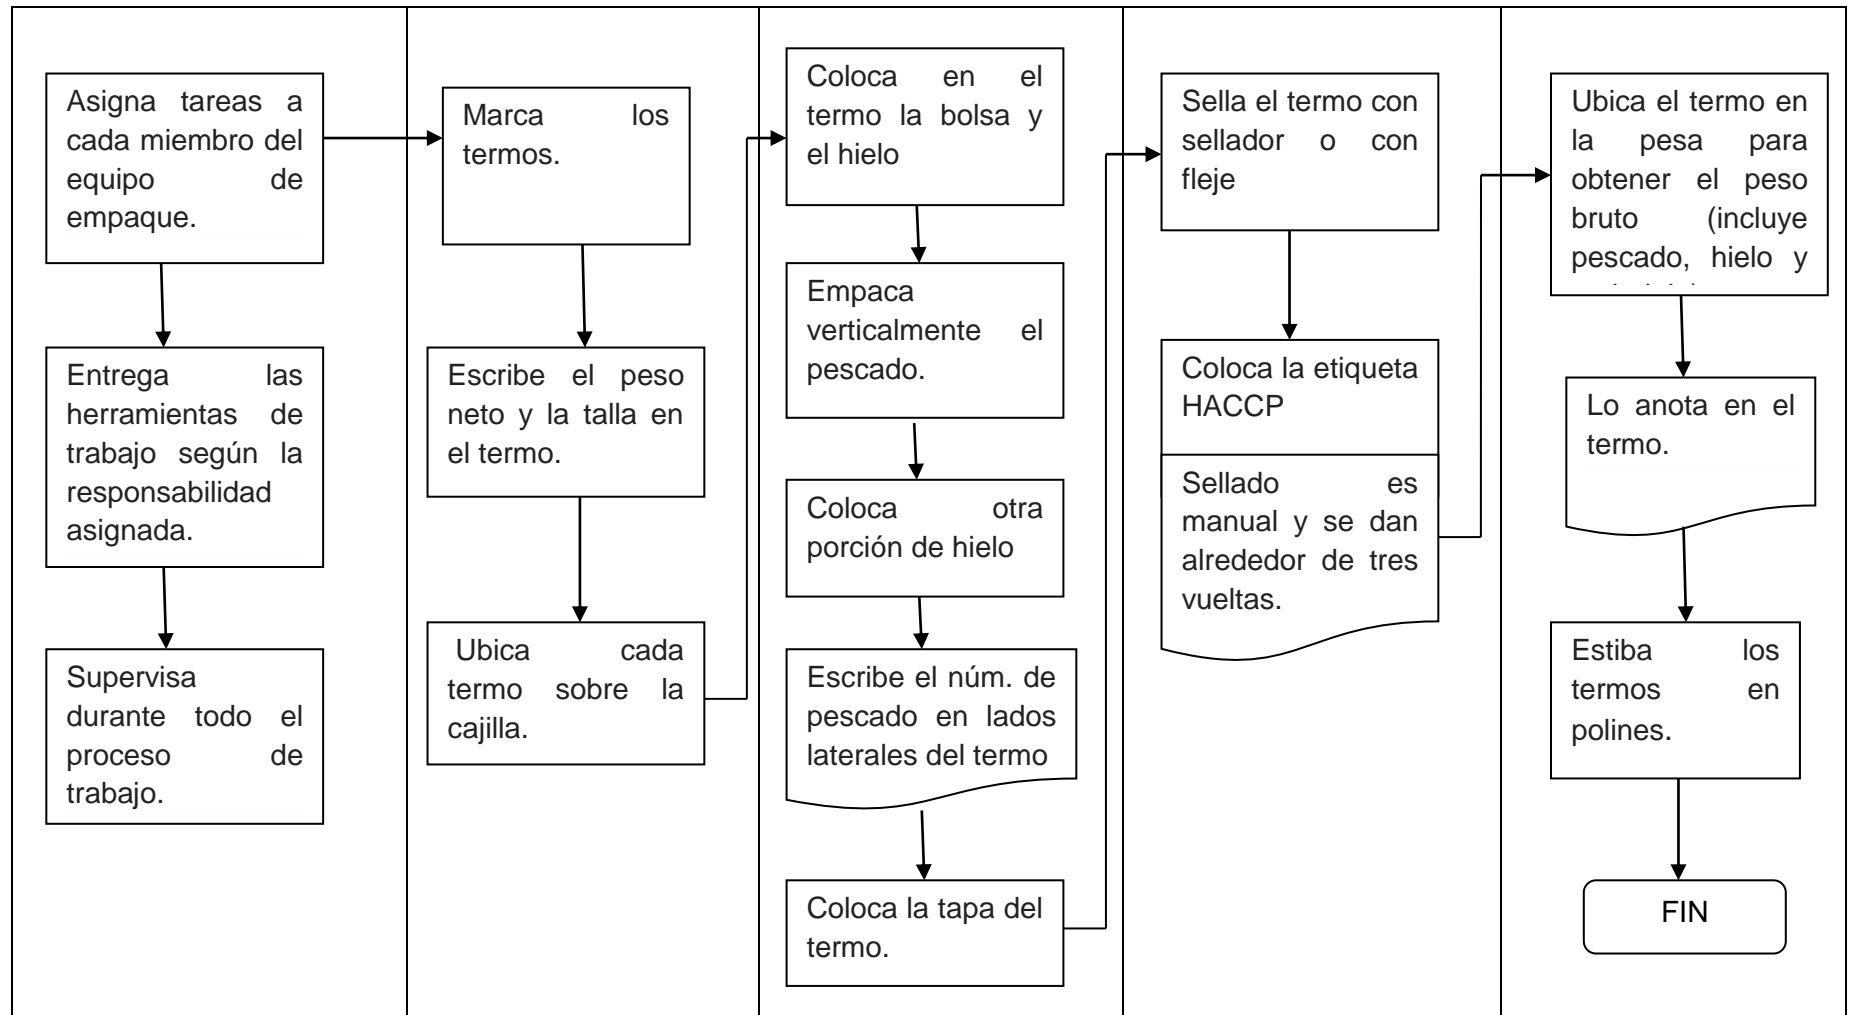 Asigna tareas a
cada miembro del
equipo de
empaque.
Entrega las
herramientas de
trabajo según la
responsabilidad
asignada.
Supervisa
durante todo el
proceso de
trabajo.
Marca los
termos.
Escribe el peso
neto y la talla en
el termo.
Ubica cada
termo sobre la
cajilla.
Coloca en el
termo la bolsa y
el hielo
Empaca
verticalmente el
pescado.
Coloca otra
porción de hielo
Escribe el núm. de
pescado en lados
laterales del termo
Coloca la tapa del
termo.
Sella el termo con
sellador o con
fleje
Coloca la etiqueta
HACCP
Sellado es
manual y se dan
alrededor de tres
vueltas.
Ubica el termo en
la pesa para
obtener el peso
bruto (incluye
pescado, hielo y
Lo anota en el
termo.
Estiba los
termos en
polines.
FIN